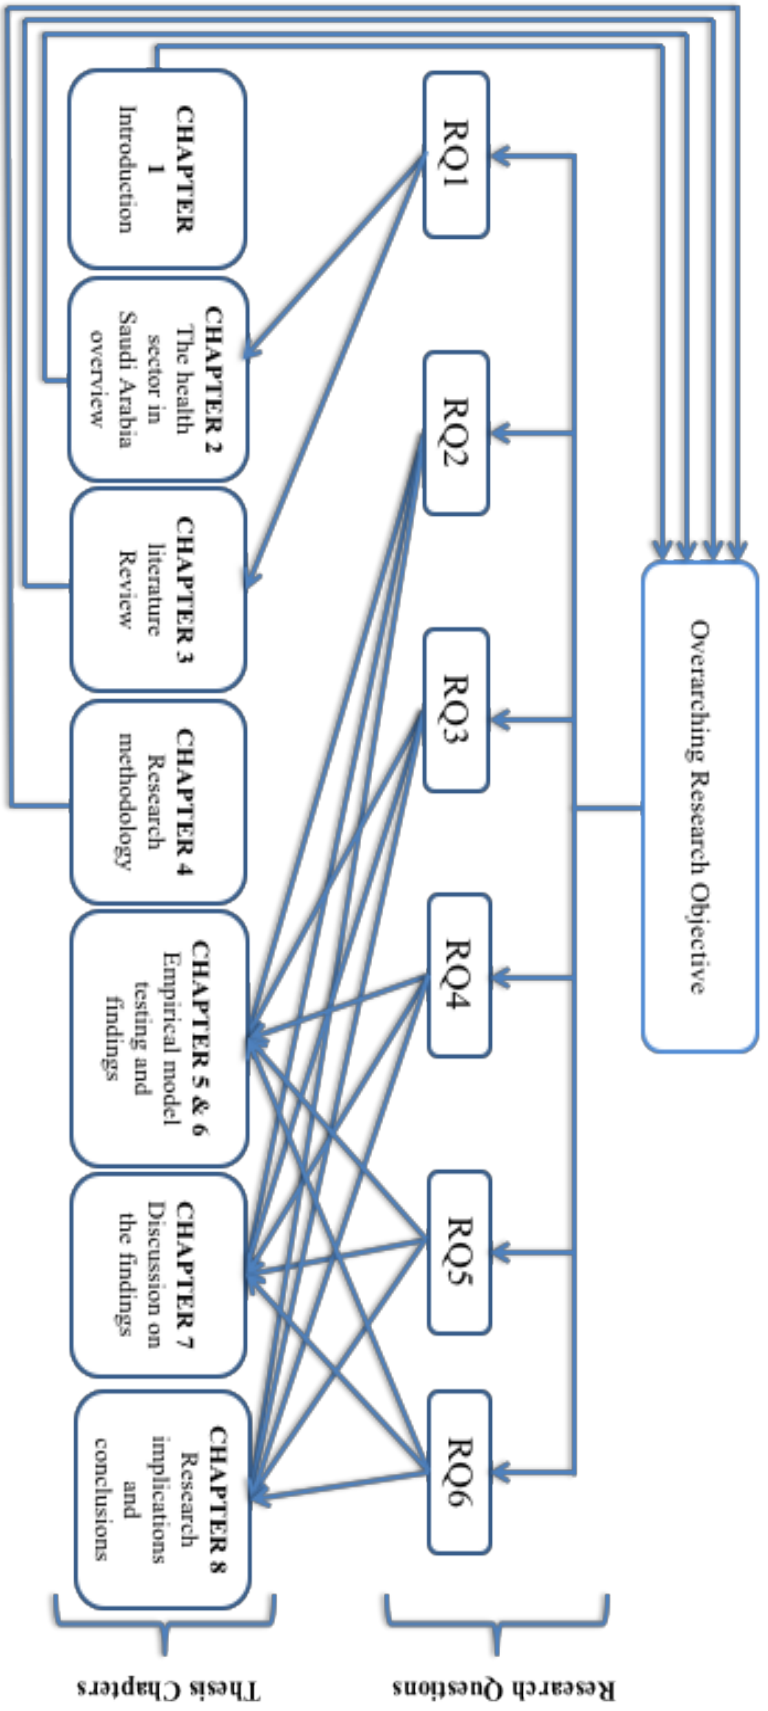 Overarching Research Objective
RQ1
RQ2
RQ3
RQ4
RQ5
RQ6
Research Questions
CHAPTER
1
Introduction
CHAPTER 2
The health
sector in
Saudi Arabia
overview
CHAPTER 3
literature
Review
CHAPTER 4
Research
methodology
CHAPTER 5 & 6
Empirical model
testing and
findings
CHAPTER 7
Discussion on
the findings
CHAPTER 8
Research
implications
and
conclusions
Thesis Chapters